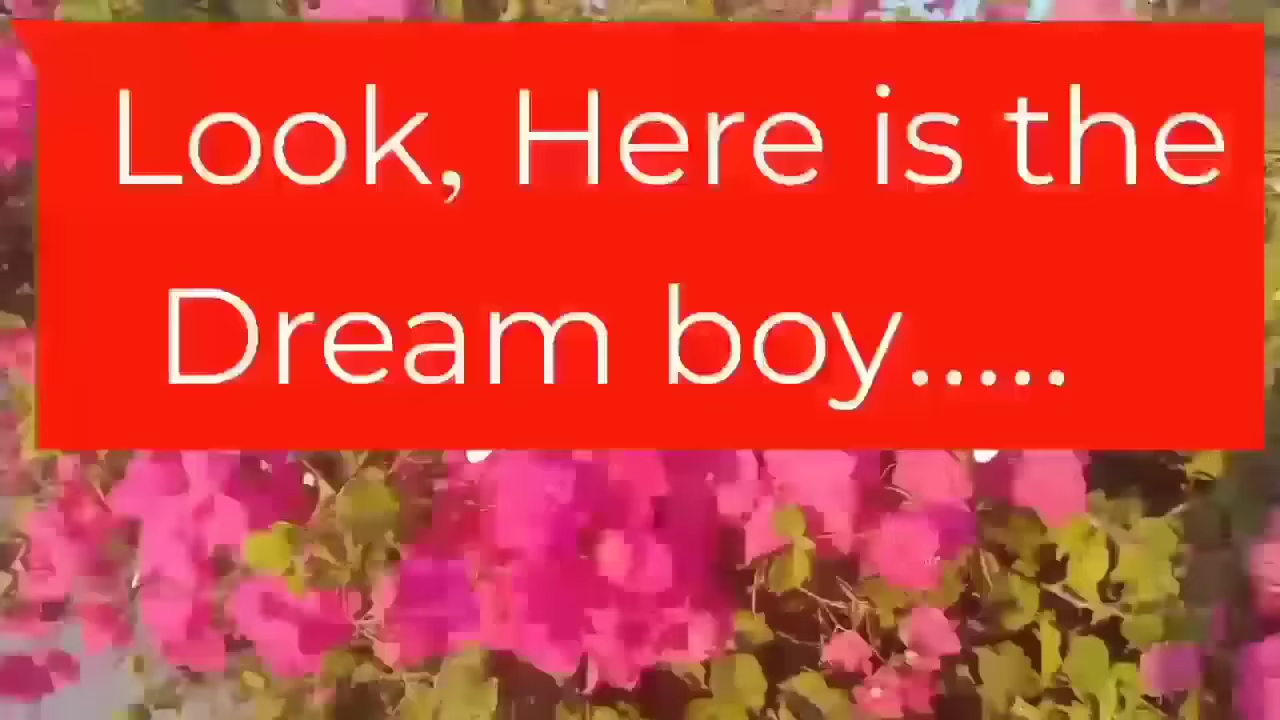 Look, Here is the
Dream boy.....